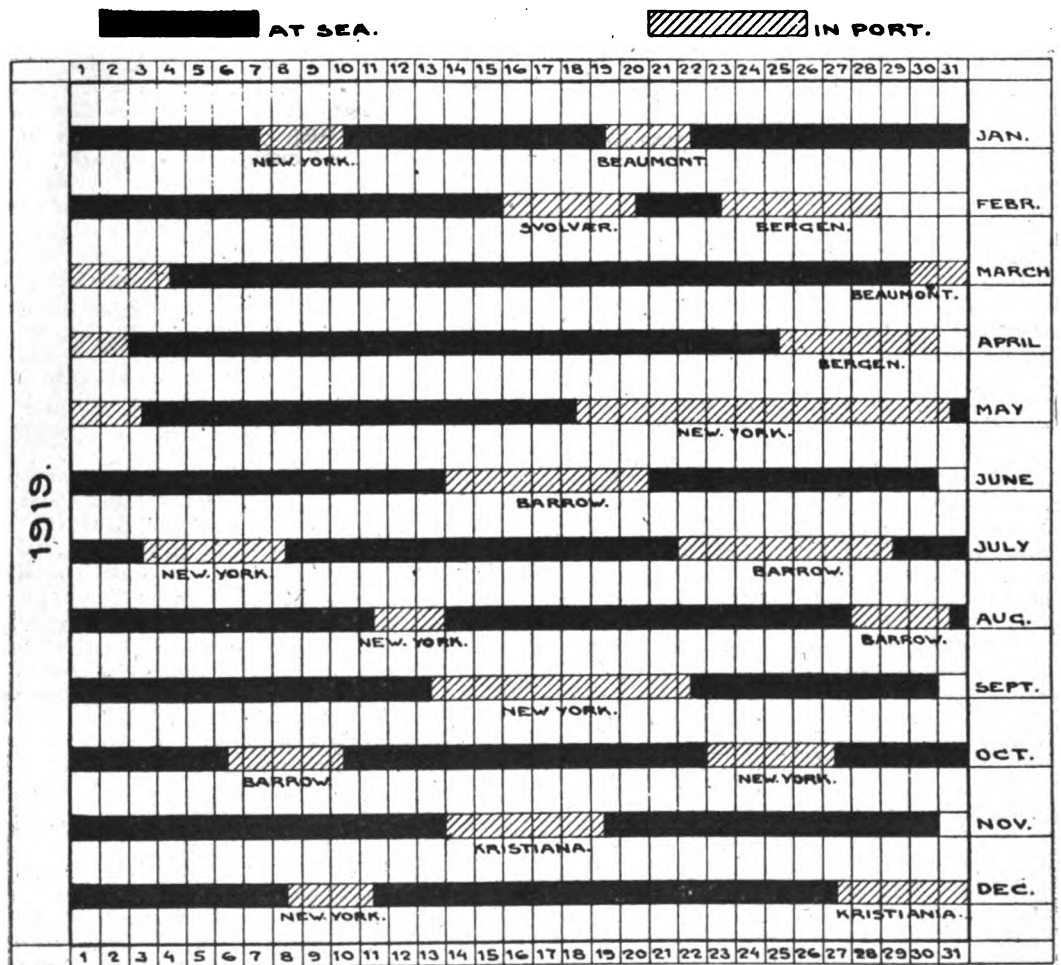 AT SEA. IN PORT.
1 2 3 4 5 6 7 8 9 10 11 12 13 14 15 16 17 18 19 20 21 22 23 24 25 26 27 28 29 30 31
JAN.
NEW. YORK. BEAUMONT
FEBR.
SVOLVÆR. BERGEN.
MARCH
BEAUMONT.
APRIL
BERGEN.
MAY
NEW. YORK.
JUNE
BARROW.
1919.
JULY
NEW. YORK. BARROW.
AUG.
NEW. YORK. BARROW.
SEPT.
NEW YORK.
OCT.
BARROW NEW. YORK.
NOV.
KRISTIANA.
DEC.
NEW. YORK. KRISTIANIA.
1 2 3 4 5 6 7 8 9 10 11 12 13 14 15 16 17 18 19 20 21 22 23 24 25 26 27 28 29 30 31